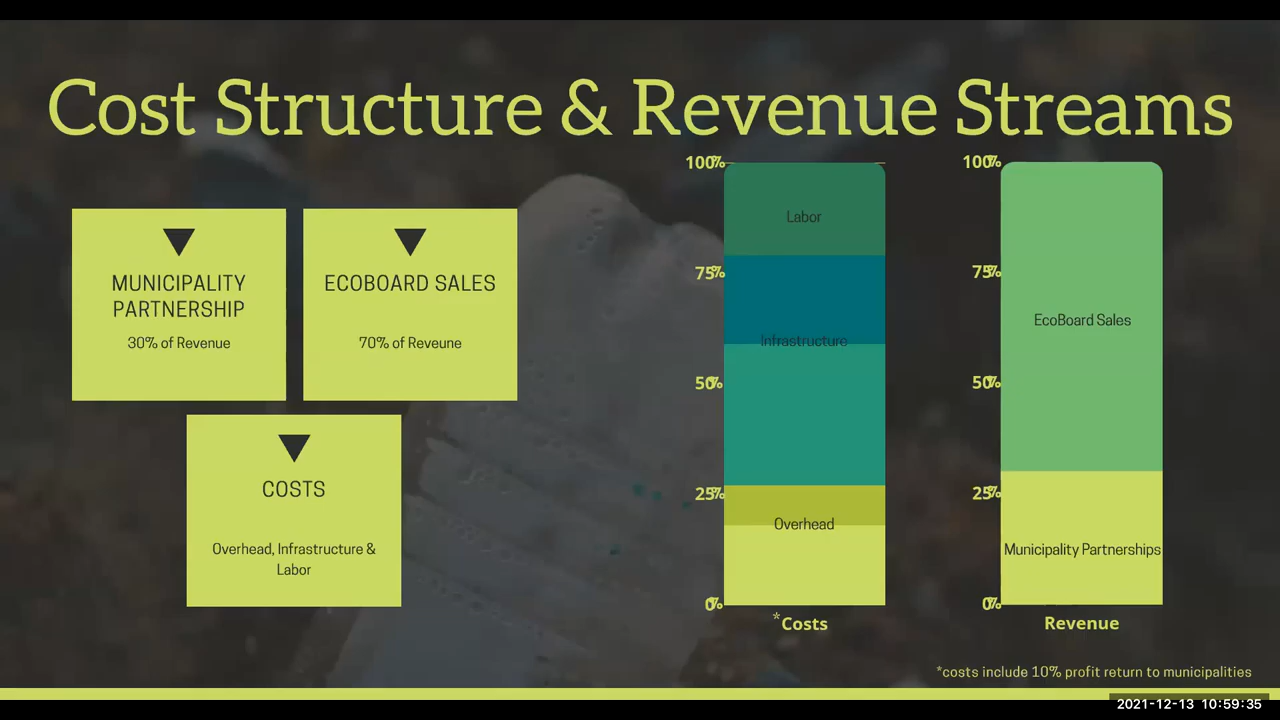 Cost Structure & Revenue Streams
MUNICIPALITY
PARTNERSHIP
30% of Revenue
ECOBOARD SALES
70% of Reveune
COSTS
Overhead, Infrastructure &
Labor
100%
75%
50%
25%
0%
Labor
Infrastructure
Overhead
*Costs
100%
75%
50%
25%
0%
EcoBoard Sales
Municipality Partnerships
Revenue
*costs include 10% profit return to municipalities
2021-12-13 10:59:35